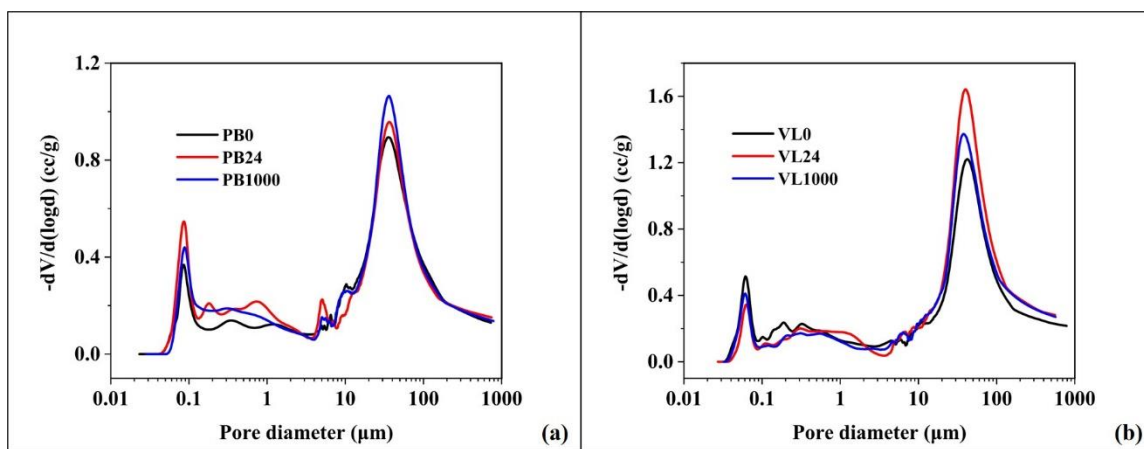 -dV/d(logd) (cc/g)
1.2
0.8
0.4
0.0
PB0
PB24
PB1000
0.01 0.1 1 10 100 1000
Pore diameter (μm)
(a)
-dV/d(logd) (cc/g)
1.6
1.2
0.8
0.4
0.0
VL0
VL24
VL1000
0.01 0.1 1 10 100 1000
Pore diameter (μm)
(b)